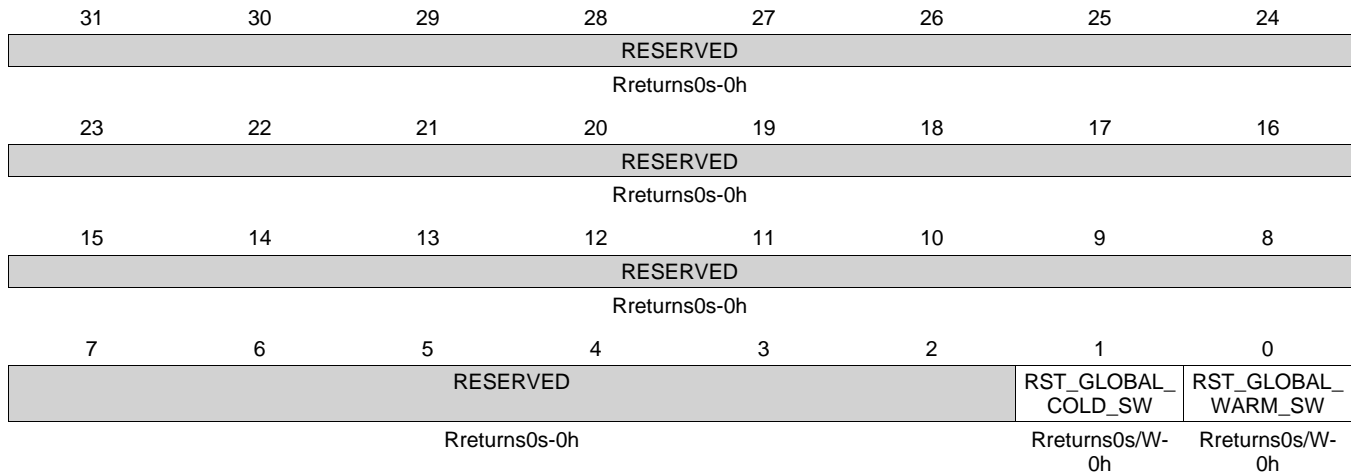 31 30 29 28 27 26 25 24
RESERVED
Rreturns0s-0h
23 22 21 20 19 18 17 16
RESERVED
Rreturns0s-0h
15 14 13 12 11 10 9 8
RESERVED
Rreturns0s-0h
7 6 5 4 3 2 1 0
RESERVED RST_GLOBAL_ RST_GLOBAL_
COLD_SW WARM_SW
Rreturns0s-0h Rreturns0s/W- Rreturns0s/W-
0h 0h